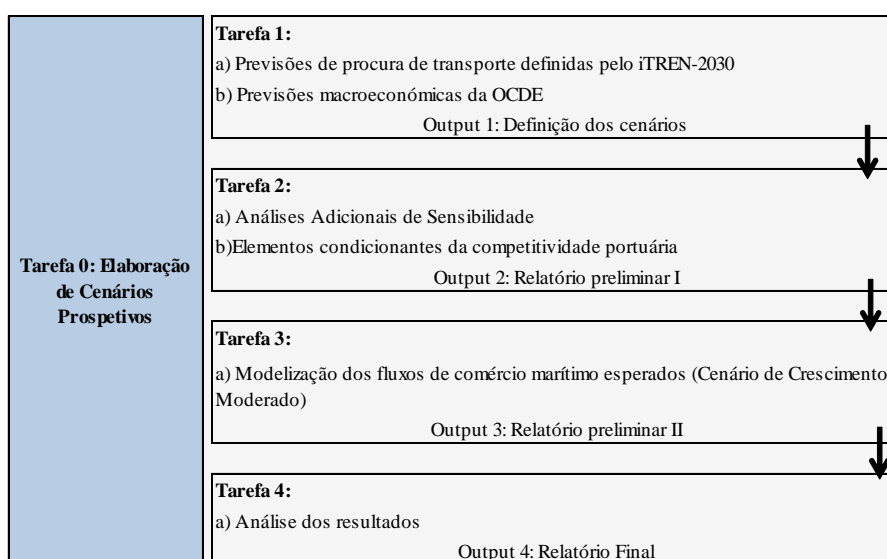 Tarefa 1:
a) Previsões de procura de transporte definidas pelo iTREN-2030
b) Previsões macroeconómicas da OCDE
Output 1: Definição dos cenários
Tarefa 2:
a) Análises Adicionais de Sensibilidade
b)Elementos condicionantes da competitividade portuária
Output 2: Relatório preliminar I
Tarefa 0: Elaboração
de Cenários
Prospetivos
Tarefa 3:
a) Modelização dos fluxos de comércio marítimo esperados (Cenário de Crescimento
Moderado)
Output 3: Relatório preliminar II
Tarefa 4:
a) Análise dos resultados
Output 4: Relatório Final